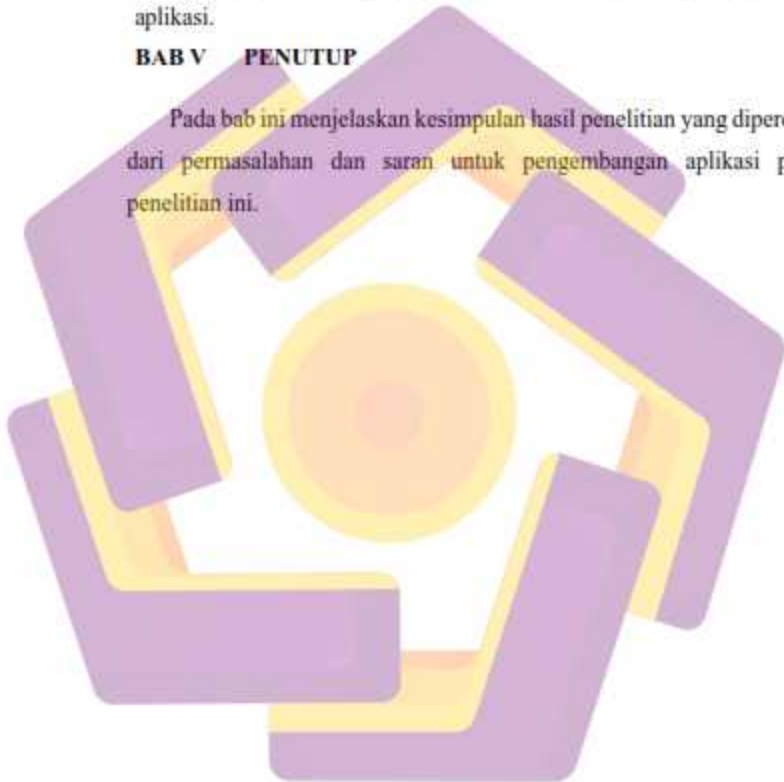 aplikasi.
BAB V PENUTUP
Pada bab ini menjelaskan kesimpulan hasil penelitian yang
dari permasalahan dan saran untuk pengembangan aplikasi
penelitian ini.